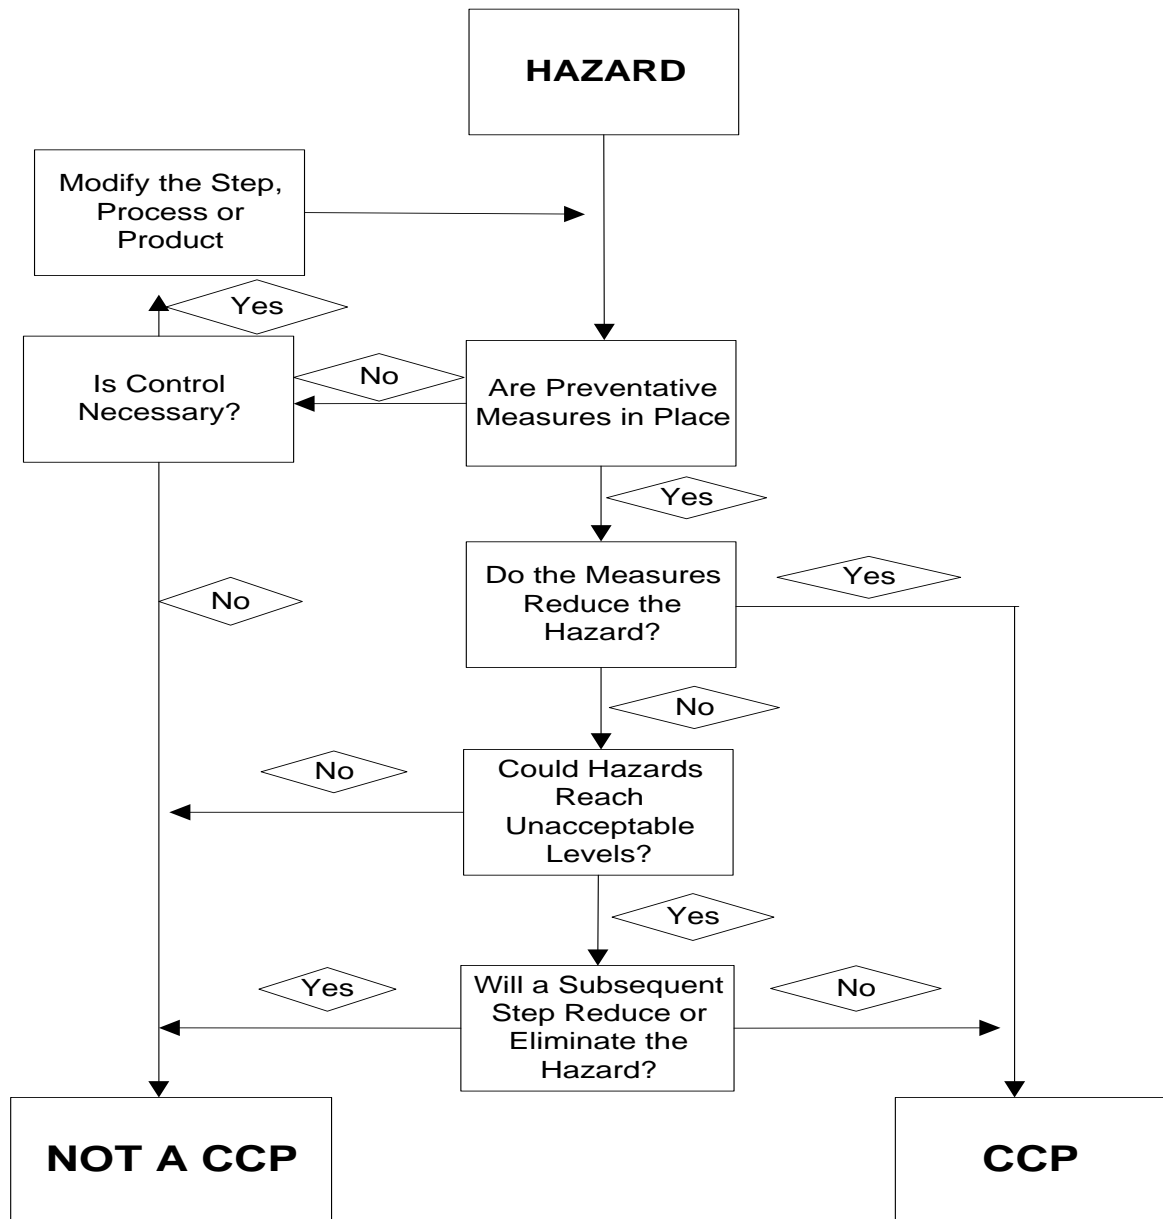 HAZARD
Modify the Step,
Process or
Product
Yes
Is Control
Necessary?
No
Are Preventative
Measures in Place
Yes
Do the Measures
Reduce the
Hazard?
Yes
No
No
Could Hazards
Reach
Unacceptable
Levels?
No
Yes
Will a Subsequent
Step Reduce or
Eliminate the
Hazard?
Yes
No
NOT A CCP
CCP